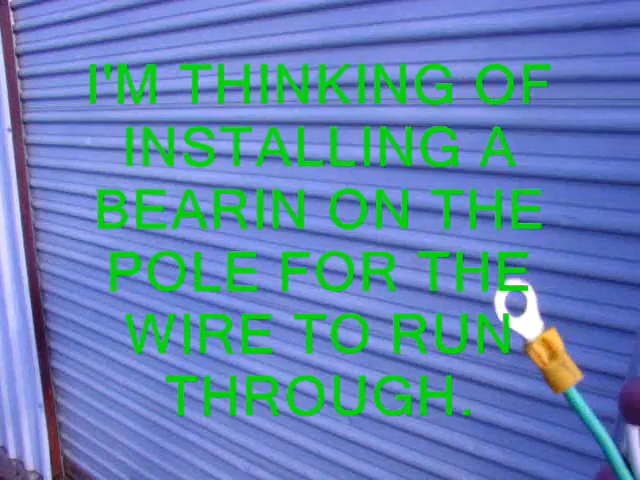 I'M THINKING OF
INSTALLING A
BEARIN ON THE
POLE FOR THE
WIRE TO RUN
THROUGH.